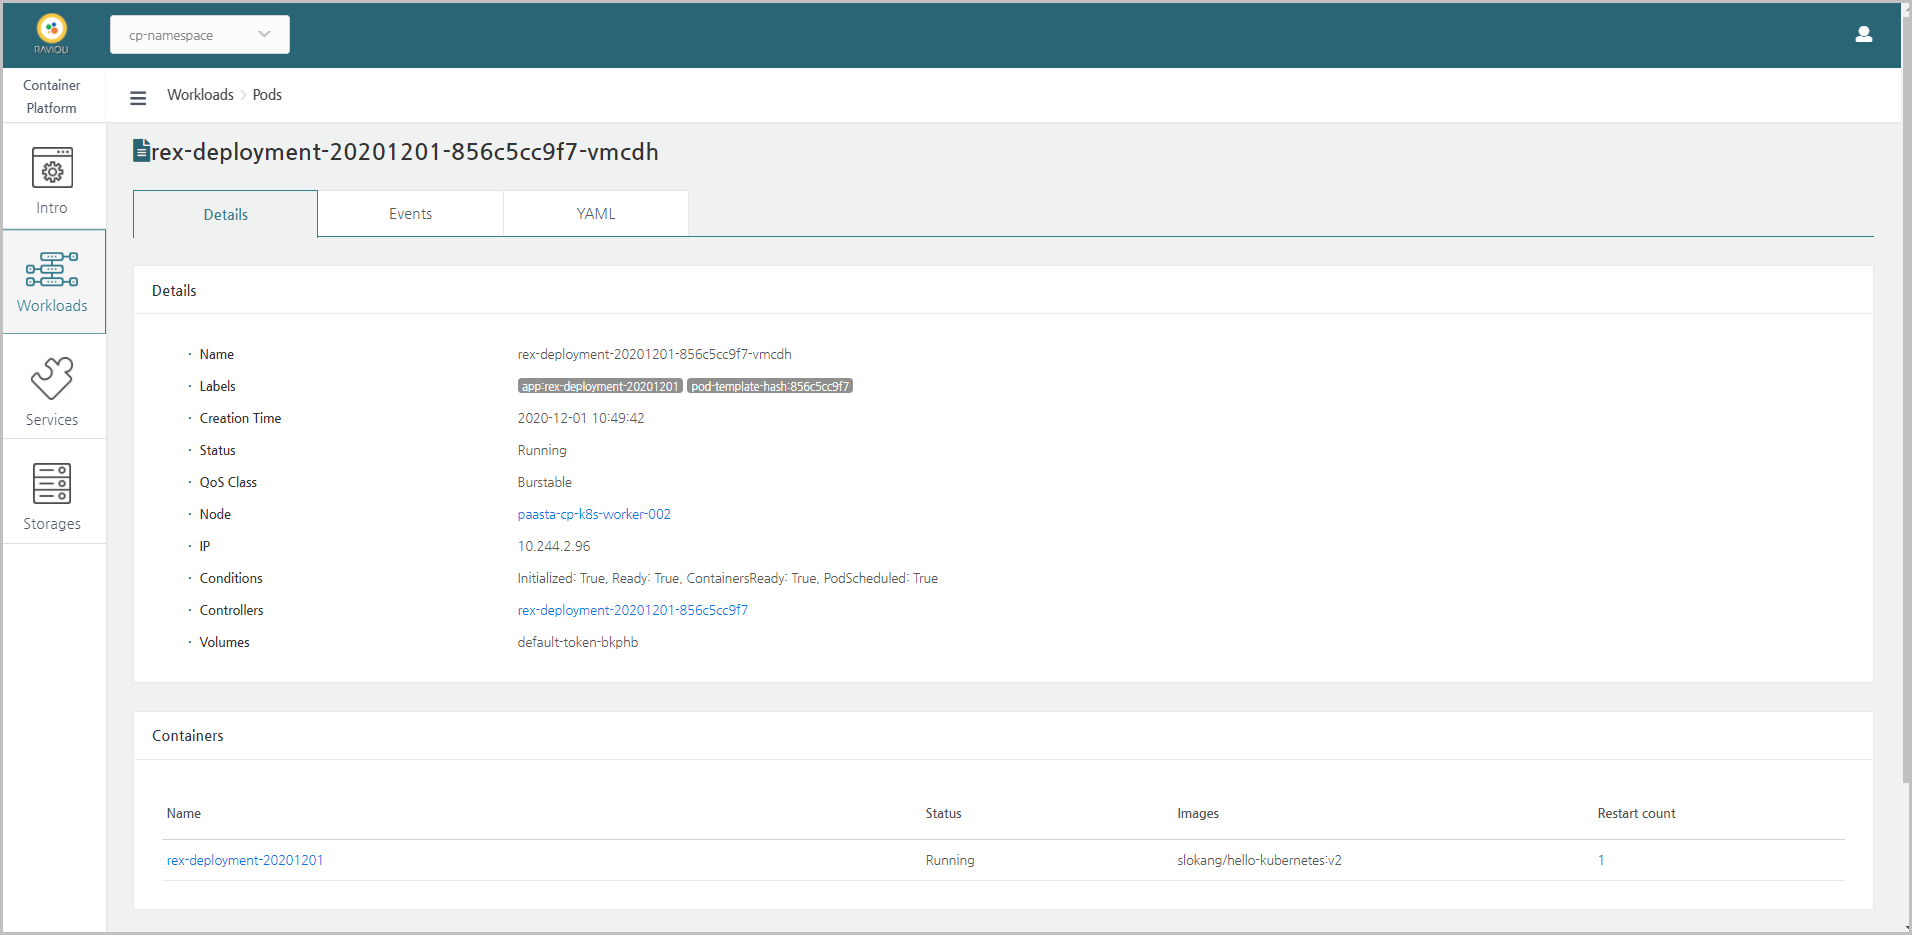 RAVIOLI
cp-namespace
Container
Platform
Workloads > Pods
rex-deployment-20201201-856c5cc9f7-vmcdh
Intro
Workloads
Services
Storages
Details Events YAML
Details
· Name rex-deployment-20201201-856c5cc9f7-vmcdh
· Labels app:rex-deployment-20201201 pod-template-hash:856c5cc9f7
· Creation Time 2020-12-01 10:49:42
· Status Running
· QoS Class Burstable
· Node paasta-cp-k8s-worker-002
· IP 10.244.2.96
· Conditions Initialized: True, Ready: True, ContainersReady: True, PodScheduled: True
· Controllers rex-deployment-20201201-856c5cc9f7
· Volumes default-token-bkphb
Containers
Name Status Images Restart count
rex-deployment-20201201 Running slokang/hello-kubernetes:v2 1